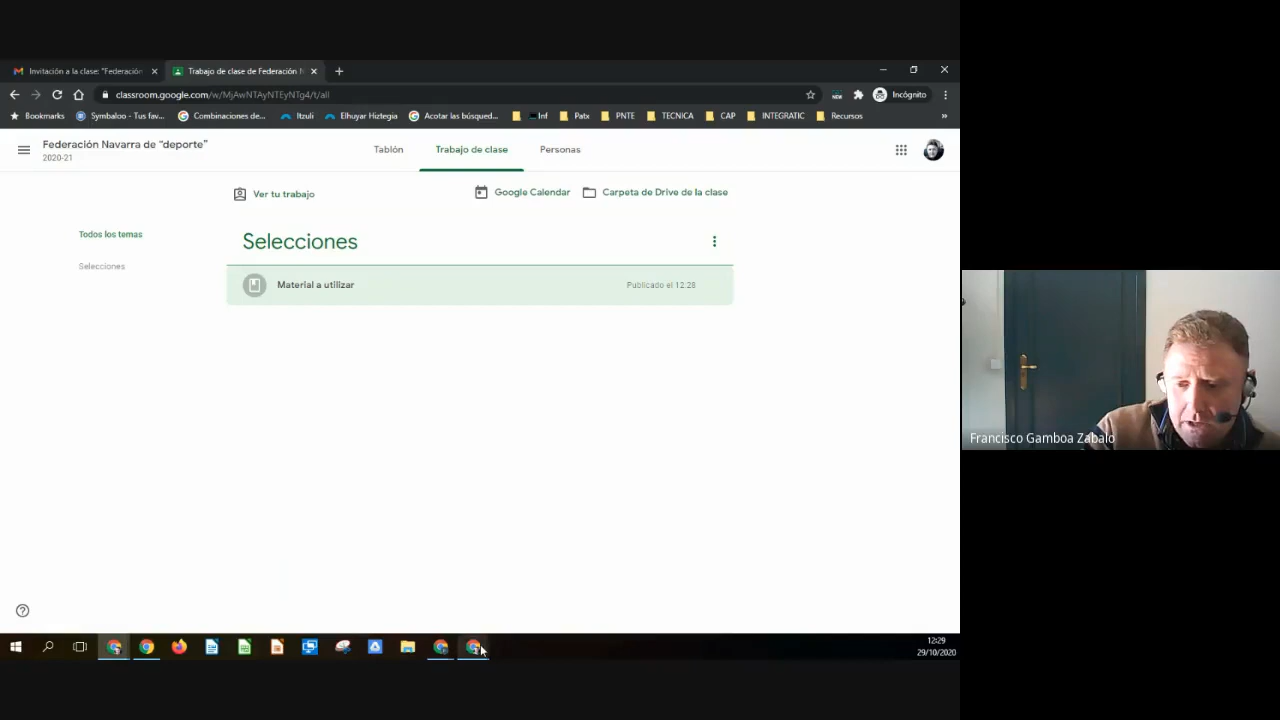 Invitación a la clase: "Federación
Trabajo de clase de Federación N
classroom.google.com/w/MjAwNTAyNTEyNTg4/t/all
Incógnito
Bookmarks
Symbaloo - Tus fav...
Combinaciones de...
Itzuli
Elhuyar Hiztegia
Acotar las búsqued...
Inf
Patx
PNTE
TECNICA
CAP
INTEGRATIC
Recursos
»
Federación Navarra de "deporte"
2020-21
Tablón
Trabajo de clase
Personas
Ver tu trabajo
Google Calendar
Carpeta de Drive de la clase
Todos los temas
Selecciones
Selecciones
Material a utilizar
Publicado el 12:28
Francisco Gamboa Zabalo
12:29
29/10/2020